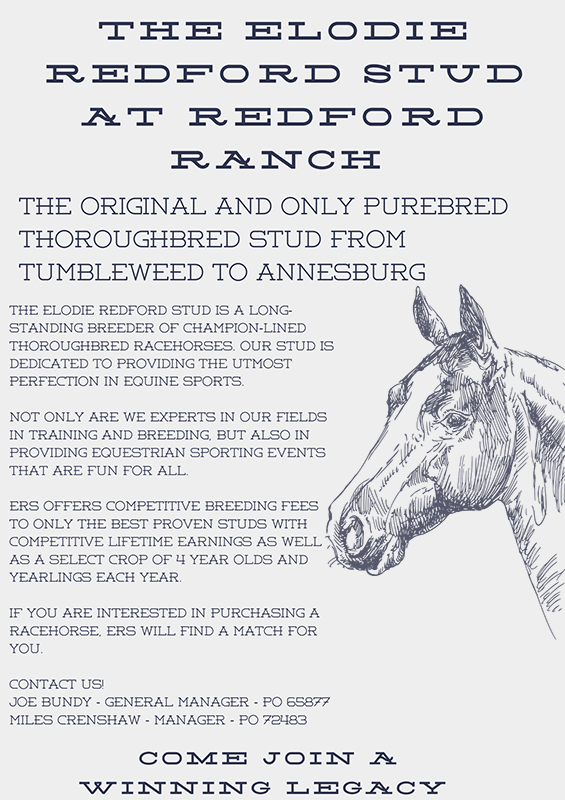 THE ELODIE
REDFORD STUD
AT REDFORD
RANCH
THE ORIGINAL AND ONLY PUREBRED
THOROUGHBRED STUD FROM
TUMBLEWEED TO ANNESBURG
THE ELODIE REDFORD STUD IS A LONG-
STANDING BREEDER OF CHAMPION-LINED
THOROUGHBRED RACEHORSES. OUR STUD IS
DEDICATED TO PROVIDING THE UTMOST
PERFECTION IN EQUINE SPORTS.
NOT ONLY ARE WE EXPERTS IN OUR FIELDS
IN TRAINING AND BREEDING, BUT ALSO IN
PROVIDING EQUESTRIAN SPORTING EVENTS
THAT ARE FUN FOR ALL.
ERS OFFERS COMPETITIVE BREEDING FEES
TO ONLY THE BEST PROVEN STUDS WITH
COMPETITIVE LIFETIME EARNINGS AS WELL
AS A SELECT CROP OF 4 YEAR OLDS AND
YEARLINGS EACH YEAR.
IF YOU ARE INTERESTED IN PURCHASING A
RACEHORSE, ERS WILL FIND A MATCH FOR
YOU.
CONTACT US!
JOE BUNDY - GENERAL MANAGER - PO 65877
MILES CRENSHAW - MANAGER - PO 72483
COME JOIN A
WINNING LEGACY